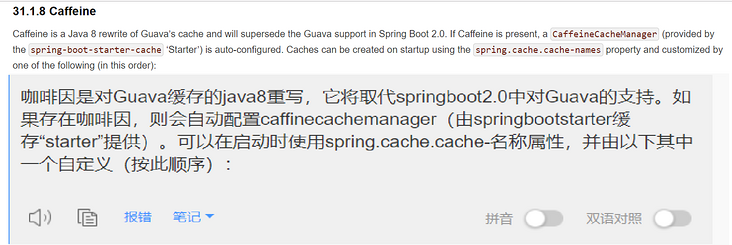 31.1.8 Caffeine
Caffeine is a Java 8 rewrite of Guava's cache and will supersede the Guava support in Spring Boot 2.0. If Caffeine is present, a CaffeineCacheManager (provided by
the spring-boot-starter-cache 'Starter') is auto-configured. Caches can be created on startup using the spring.cache.cache-names property and customized by
one of the following (in this order):
咖啡因是对Guava缓存的java8重写，它将取代springboot2.0中对Guava的支持。如
果存在咖啡因，则会自动配置caffinecachemanager（由springbootstarter缓
存“starter”提供）。可以在启动时使用spring.cache.cache-名称属性，并由以下其中
一个自定义（按此顺序）：
报错 笔记 拼音 双语对照